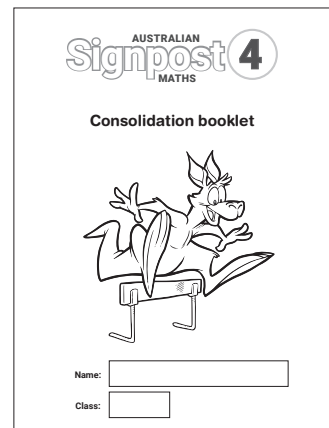 AUSTRALIAN
Signpost 4
MATHS
Consolidation booklet
Name:
Class: